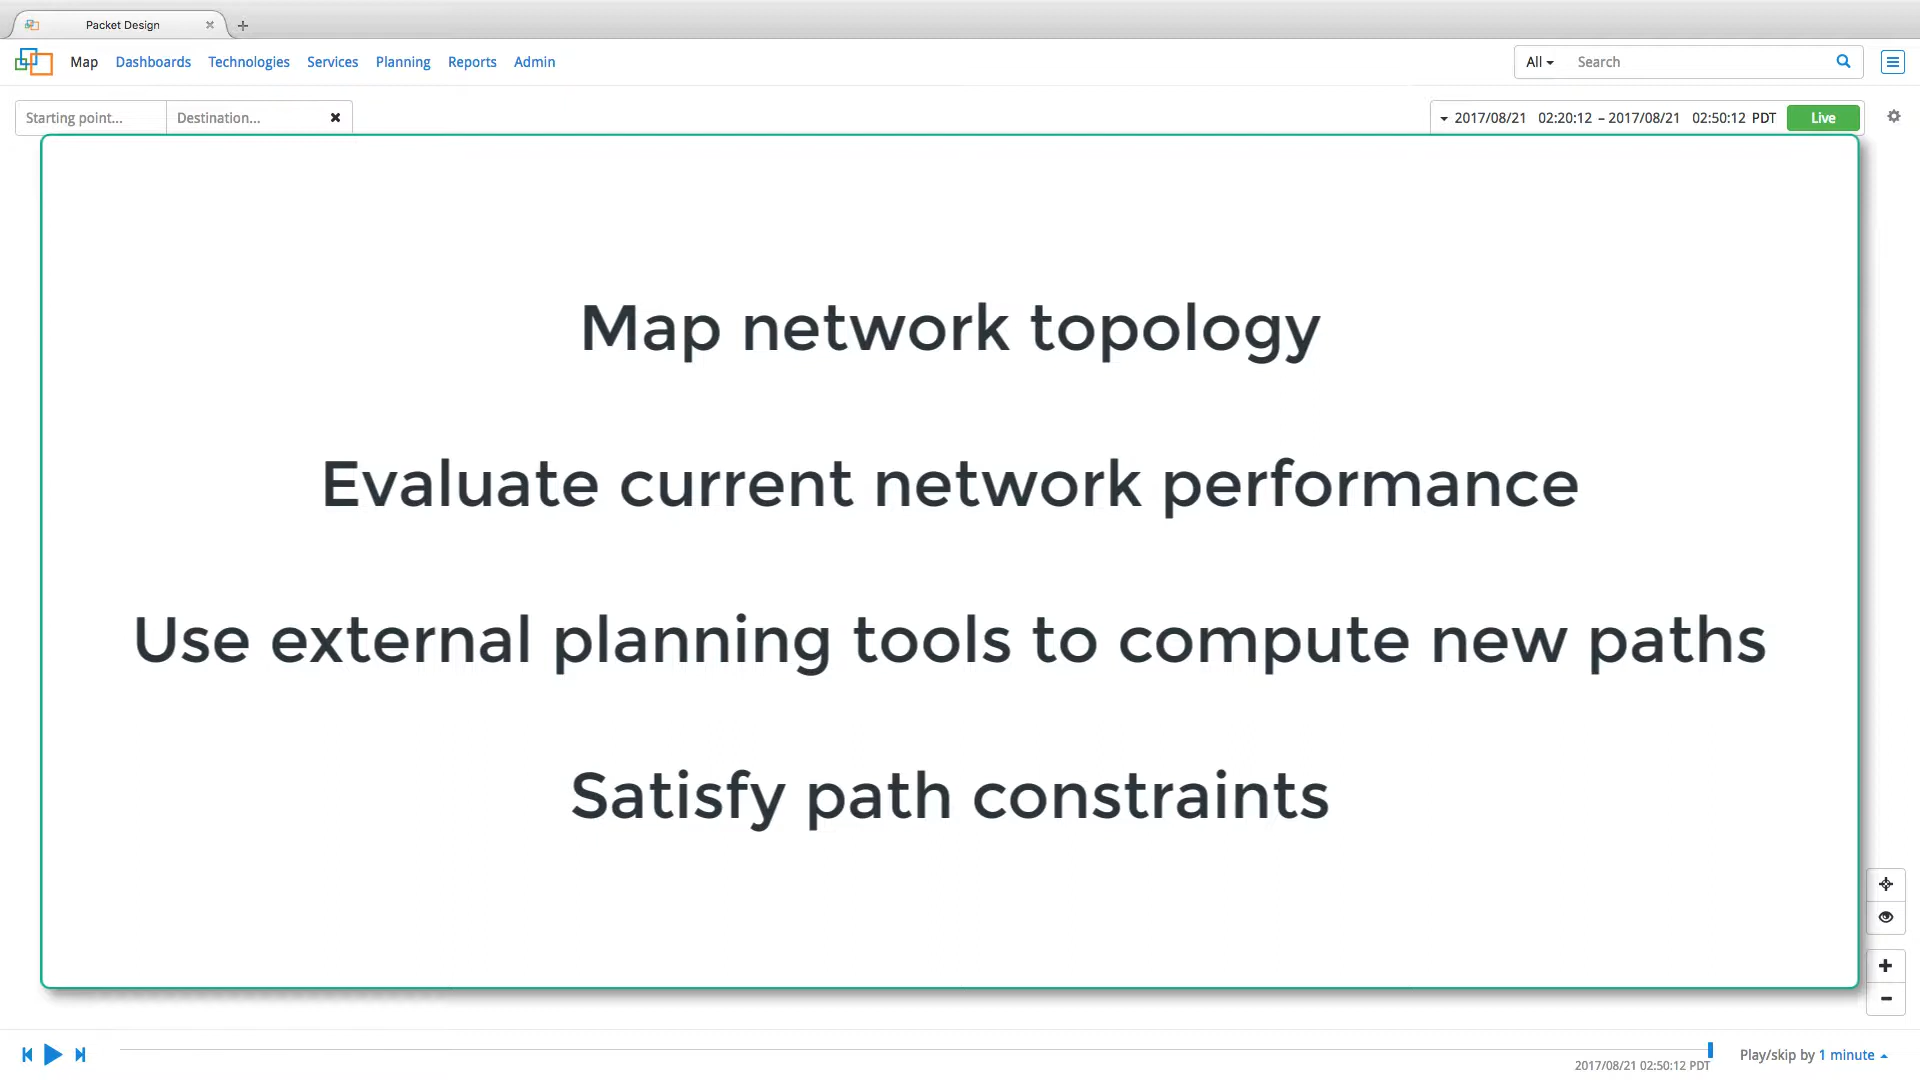 Packet Design
Map Dashboards Technologies Services Planning Reports Admin
All Search
Starting point... Destination...
2017/08/21 02:20:12 – 2017/08/21 02:50:12 PDT Live
Map network topology
Evaluate current network performance
Use external planning tools to compute new paths
Satisfy path constraints
Play/skip by 1 minute
2017/08/21 02:50:12 PDT